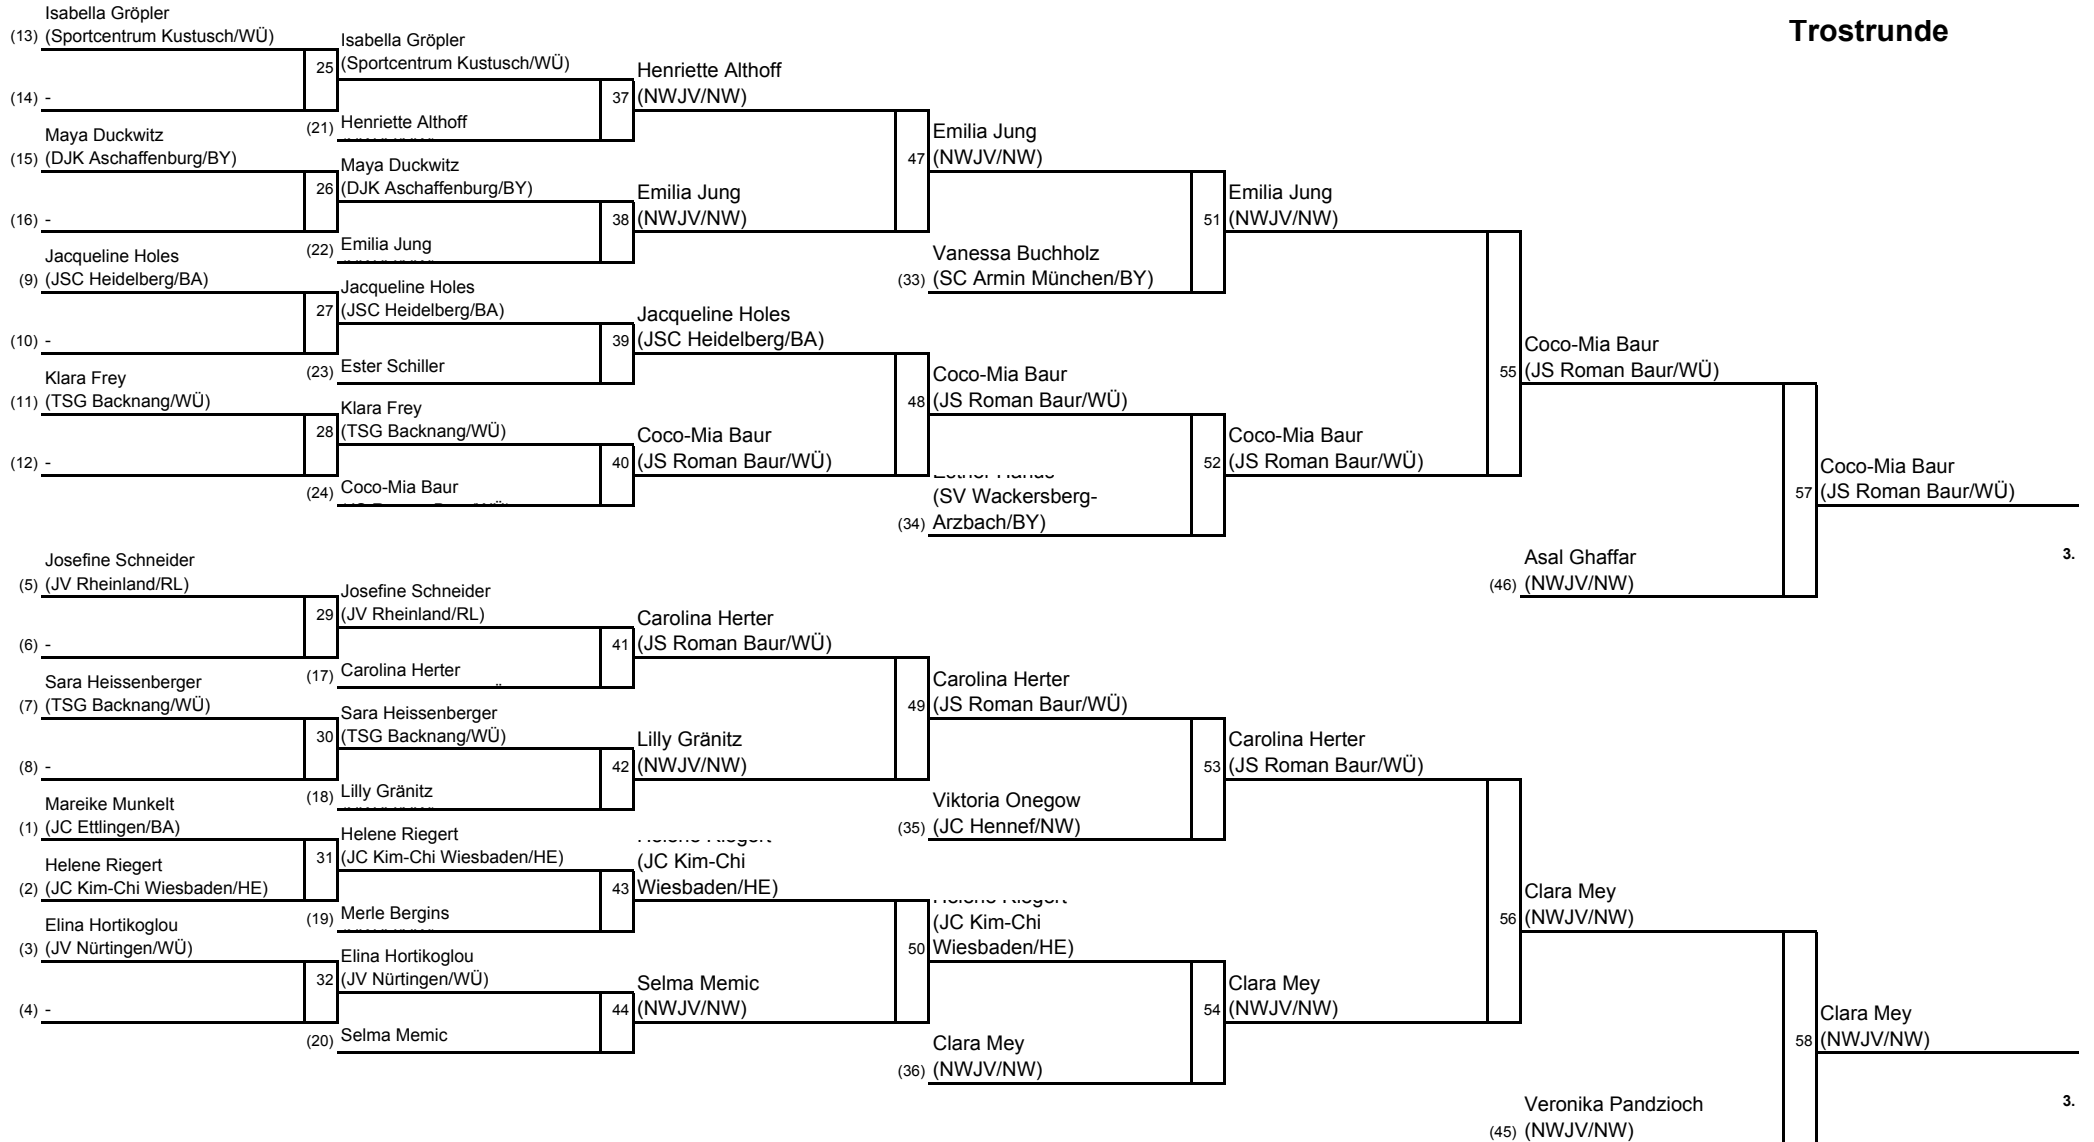 Trostrunde
Isabella Gröpler
(13) (Sportcentrum Kustusch/WÜ)
(14) -
Maya Duckwitz
(15) (DJK Aschaffenburg/BY)
(16) -
Jacqueline Holes
(9) (JSC Heidelberg/BA)
(10) -
Klara Frey
(11) (TSG Backnang/WÜ)
(12) -
Josefine Schneider
(5) (JV Rheinland/RL)
(6) -
Sara Heissenberger
(7) (TSG Backnang/WÜ)
(8) -
Mareike Munkelt
(1) (JC Ettlingen/BA)
Helene Riegert
(2) (JC Kim-Chi Wiesbaden/HE)
Elina Hortikoglou
(3) (JV Nürtingen/WÜ)
(4) -
Isabella Gröpler
25 (Sportcentrum Kustusch/WÜ)
(21) Henriette Althoff
Maya Duckwitz
26 (DJK Aschaffenburg/BY)
(22) Emilia Jung
Jacqueline Holes
27 (JSC Heidelberg/BA)
(23) Ester Schiller
Klara Frey
28 (TSG Backnang/WÜ)
(24) Coco-Mia Baur
Josefine Schneider
29 (JV Rheinland/RL)
(17) Carolina Herter
Sara Heissenberger
30 (TSG Backnang/WÜ)
(18) Lilly Gränitz
Helene Riegert
31 (JC Kim-Chi Wiesbaden/HE)
(19) Merle Bergins
Elina Hortikoglou
32 (JV Nürtingen/WÜ)
(20) Selma Memic
Henriette Althoff
37 (NWJV/NW)
Emilia Jung
38 (NWJV/NW)
Jacqueline Holes
39 (JSC Heidelberg/BA)
Coco-Mia Baur
40 (JS Roman Baur/WÜ)
Carolina Herter
41 (JS Roman Baur/WÜ)
Lilly Gränitz
42 (NWJV/NW)
(JC Kim-Chi
43 Wiesbaden/HE)
Selma Memic
44 (NWJV/NW)
Emilia Jung
47 (NWJV/NW)
Vanessa Buchholz
(33) (SC Armin München/BY)
Coco-Mia Baur
48 (JS Roman Baur/WÜ)
(SV Wackersberg-
(34) Arzbach/BY)
Carolina Herter
49 (JS Roman Baur/WÜ)
Viktoria Onegow
(35) (JC Hennef/NW)
(JC Kim-Chi
50 Wiesbaden/HE)
Clara Mey
(36) (NWJV/NW)
Emilia Jung
51 (NWJV/NW)
Coco-Mia Baur
52 (JS Roman Baur/WÜ)
Carolina Herter
53 (JS Roman Baur/WÜ)
Clara Mey
54 (NWJV/NW)
Coco-Mia Baur
55 (JS Roman Baur/WÜ)
Asal Ghaffar
(46) (NWJV/NW)
Clara Mey
56 (NWJV/NW)
Veronika Pandzioch
(45) (NWJV/NW)
Coco-Mia Baur
57 (JS Roman Baur/WÜ)
3.
Clara Mey
58 (NWJV/NW)
3.